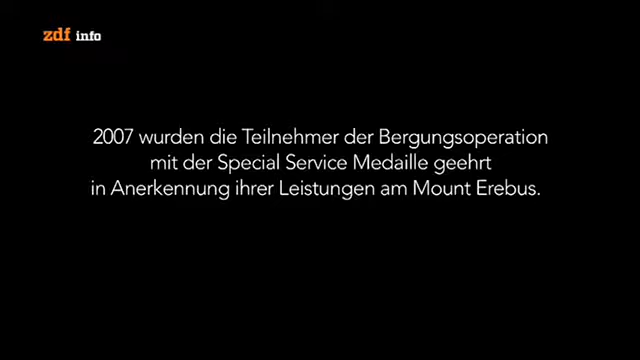 zdf info
2007 wurden die Teilnehmer der Bergungsoperation
mit der Special Service Medaille geehrt
in Anerkennung ihrer Leistungen am Mount Erebus.